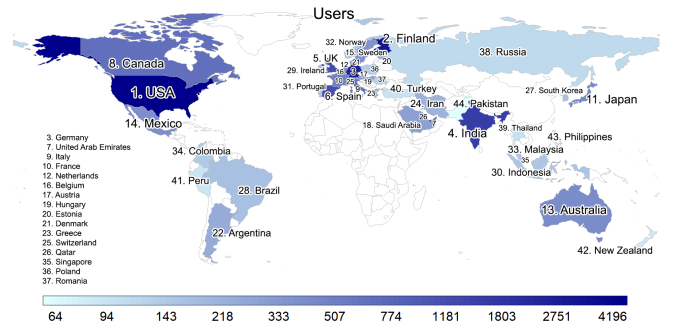 Users
32. Norway
2. Finland
15. Sweden
38. Russia
8. Canada
5. UK
12
21
20
29. Ireland
16
3
36
10
25
17
19
37
31. Portugal
9
23
6. Spain
40. Turkey
27. South Korea
1. USA
24. Iran
44. Pakistan
11. Japan
14. Mexico
26
18. Saudi Arabia
4. India
39. Thailand
43. Philippines
3. Germany
7. United Arab Emirates
9. Italy
10. France
12. Netherlands
16. Belgium
17. Austria
19. Hungary
20. Estonia
21. Denmark
23. Greece
25. Switzerland
26. Qatar
35. Singapore
36. Poland
37. Romania
34. Colombia
33. Malaysia
35
30. Indonesia
41. Peru
28. Brazil
13. Australia
22. Argentina
42. New Zealand
64 94 143 218 333 507 774 1181 1803 2751 4196